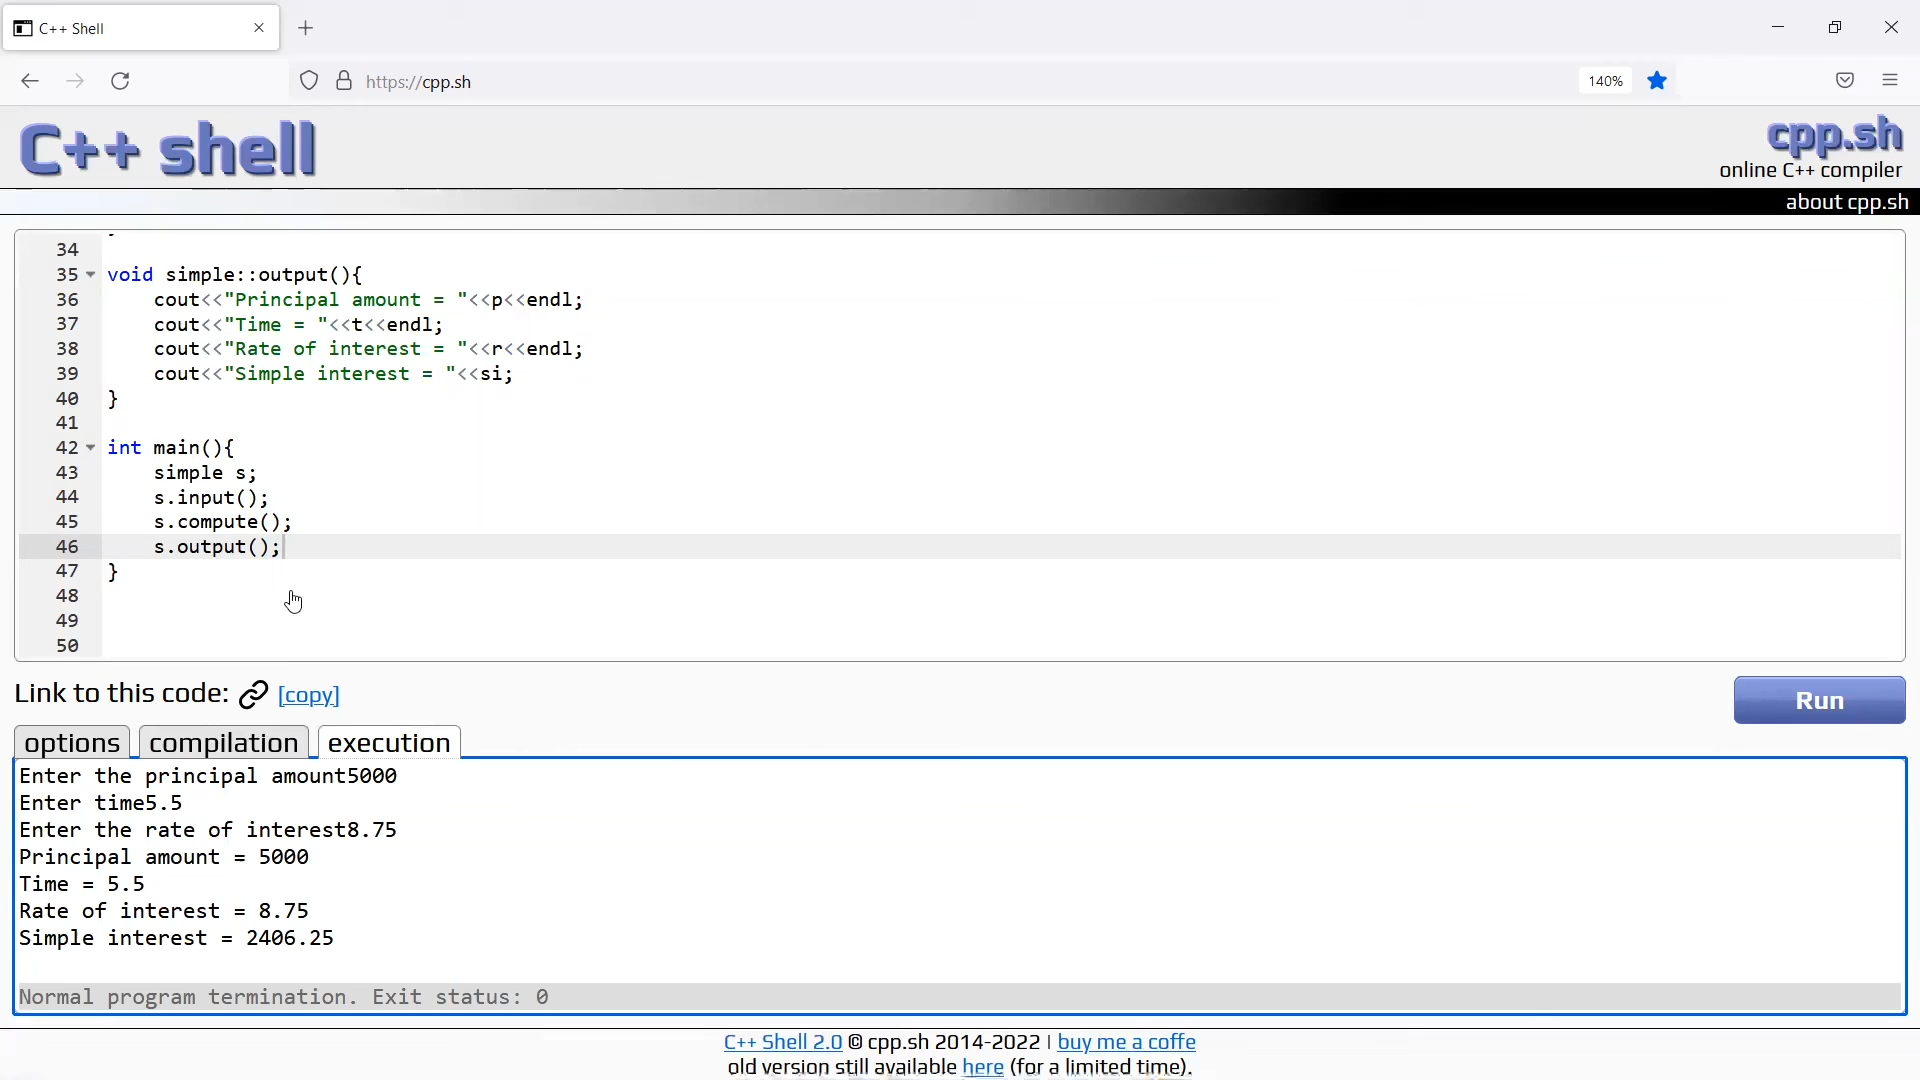 C++ Shell
https://cpp.sh
140%
C++ shell
cpp.sh
online C++ compiler
about cpp.sh
34
35 void simple::output(){
36 cout<<"Principal amount = "<<p<<endl;
37 cout<<"Time = "<<t<<endl;
38 cout<<"Rate of interest = "<<r<<endl;
39 cout<<"Simple interest = "<<si;
40 }
41
42 int main(){
43 simple s;
44 s.input();
45 s.compute();
46 s.output();
47 }
48
49
50
Link to this code: [copy]
Run
options compilation execution
Enter the principal amount5000
Enter time5.5
Enter the rate of interest8.75
Principal amount = 5000
Time = 5.5
Rate of interest = 8.75
Simple interest = 2406.25
Normal program termination. Exit status: 0
C++ Shell 2.0 © cpp.sh 2014-2022 | buy me a coffe
old version still available here (for a limited time).